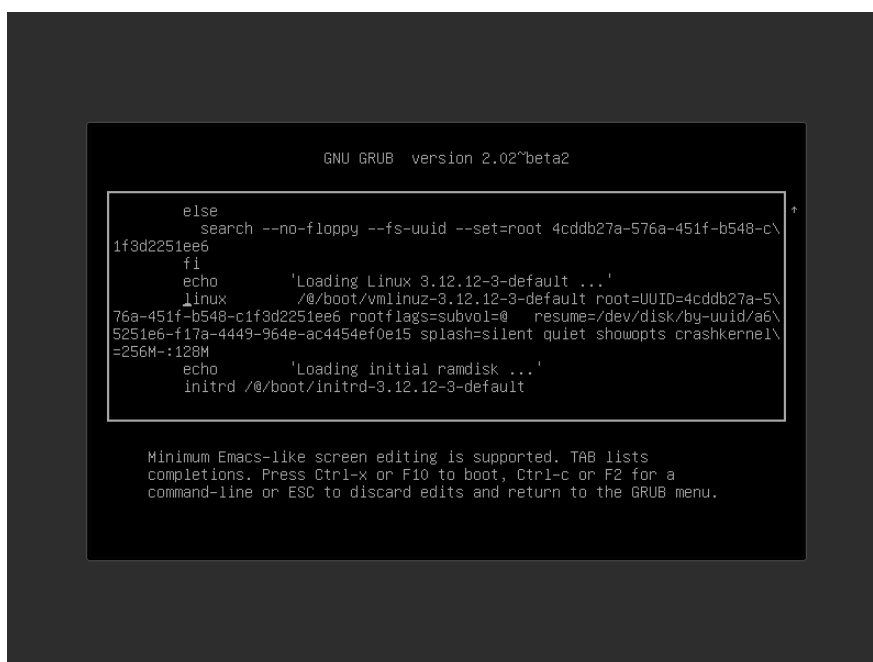 GNU GRUB  version 2.02~beta2
else
search --no-floppy --fs-uuid --set=root 4cddb27a-576a-451f-b548-c\
1f3d2251ee6
fi
echo 'Loading Linux 3.12.12-3-default ...'
linux /@/boot/vmlinuz-3.12.12-3-default root=UUID=4cddb27a-5\
76a-451f-b548-c1f3d2251ee6 rootflags=subvol=@ resume=/dev/disk/by-uuid/a6\
5251e6-f17a-4449-964e-ac4454ef0e15 splash=silent quiet showopts crashkernel\
=256M-:128M
echo 'Loading initial ramdisk ...'
initrd /@/boot/initrd-3.12.12-3-default
Minimum Emacs-like screen editing is supported. TAB lists
completions. Press Ctrl-x or F10 to boot, Ctrl-c or F2 for a
command-line or ESC to discard edits and return to the GRUB menu.